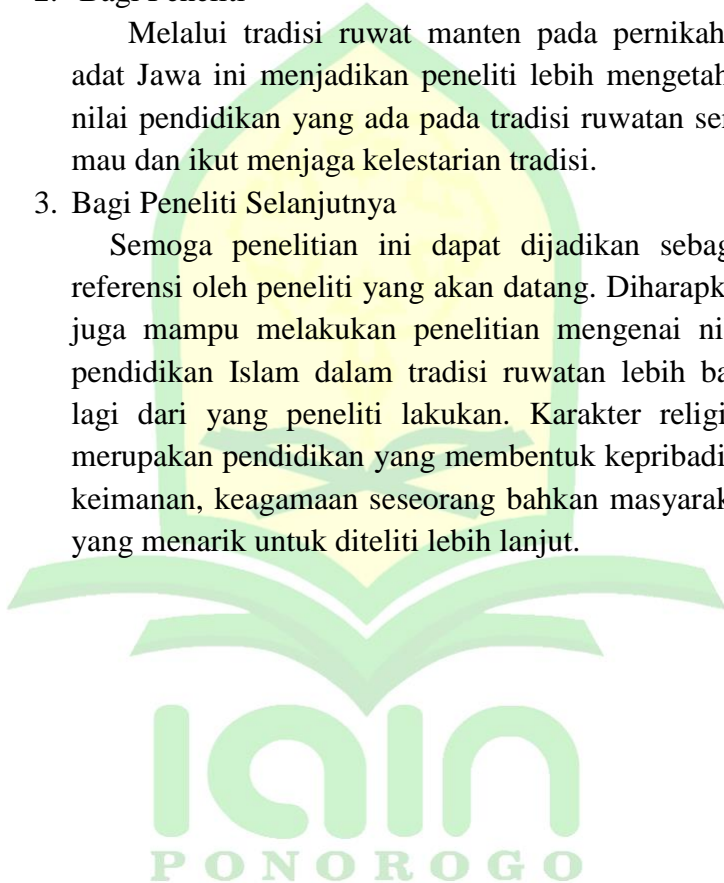 Melalui tradisi ruwat manten pada pernikah
adat Jawa ini menjadikan peneliti lebih mengetah
nilai pendidikan yang ada pada tradisi ruwatan ser
mau dan ikut menjaga kelestarian tradisi.
3. Bagi Peneliti Selanjutnya
Semoga penelitian ini dapat dijadikan sebag
referensi oleh peneliti yang akan datang. Diharapk
juga mampu melakukan penelitian mengenai ni
pendidikan Islam dalam tradisi ruwatan lebih ba
lagi dari yang peneliti lakukan. Karakter religi
merupakan pendidikan yang membentuk kepribadi
keimanan, keagamaan seseorang bahkan masyarak
yang menarik untuk diteliti lebih lanjut.
iain
PONOROGO